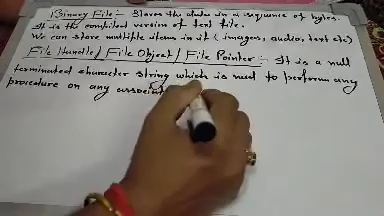 Binary File :- Stores the data in a sequence of bytes.
It is the compiled version of text file.
We can store multiple items in it (images, audio, text etc)
File Handle / File Object / File Pointer :- It is a null
terminated character string which is used to perform any
procedure on any associat